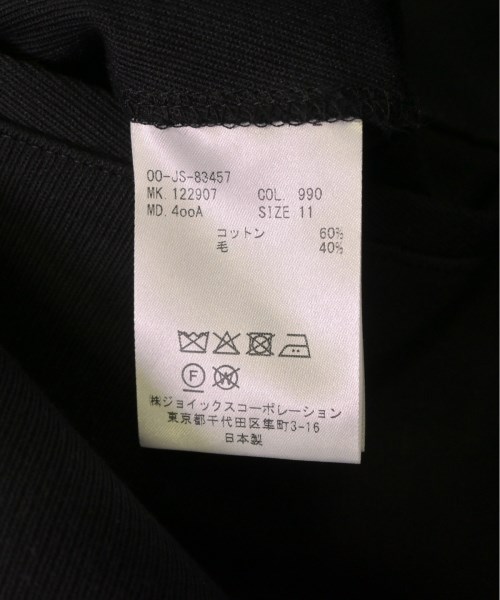 00-JS-83457
MK. 122907 COL. 990
MD. 4ooA SIZE 11
コットン 60%
毛 40%
F W
㈱ジョイックスコーポレーション
東京都千代田区隼町3-16
日本製